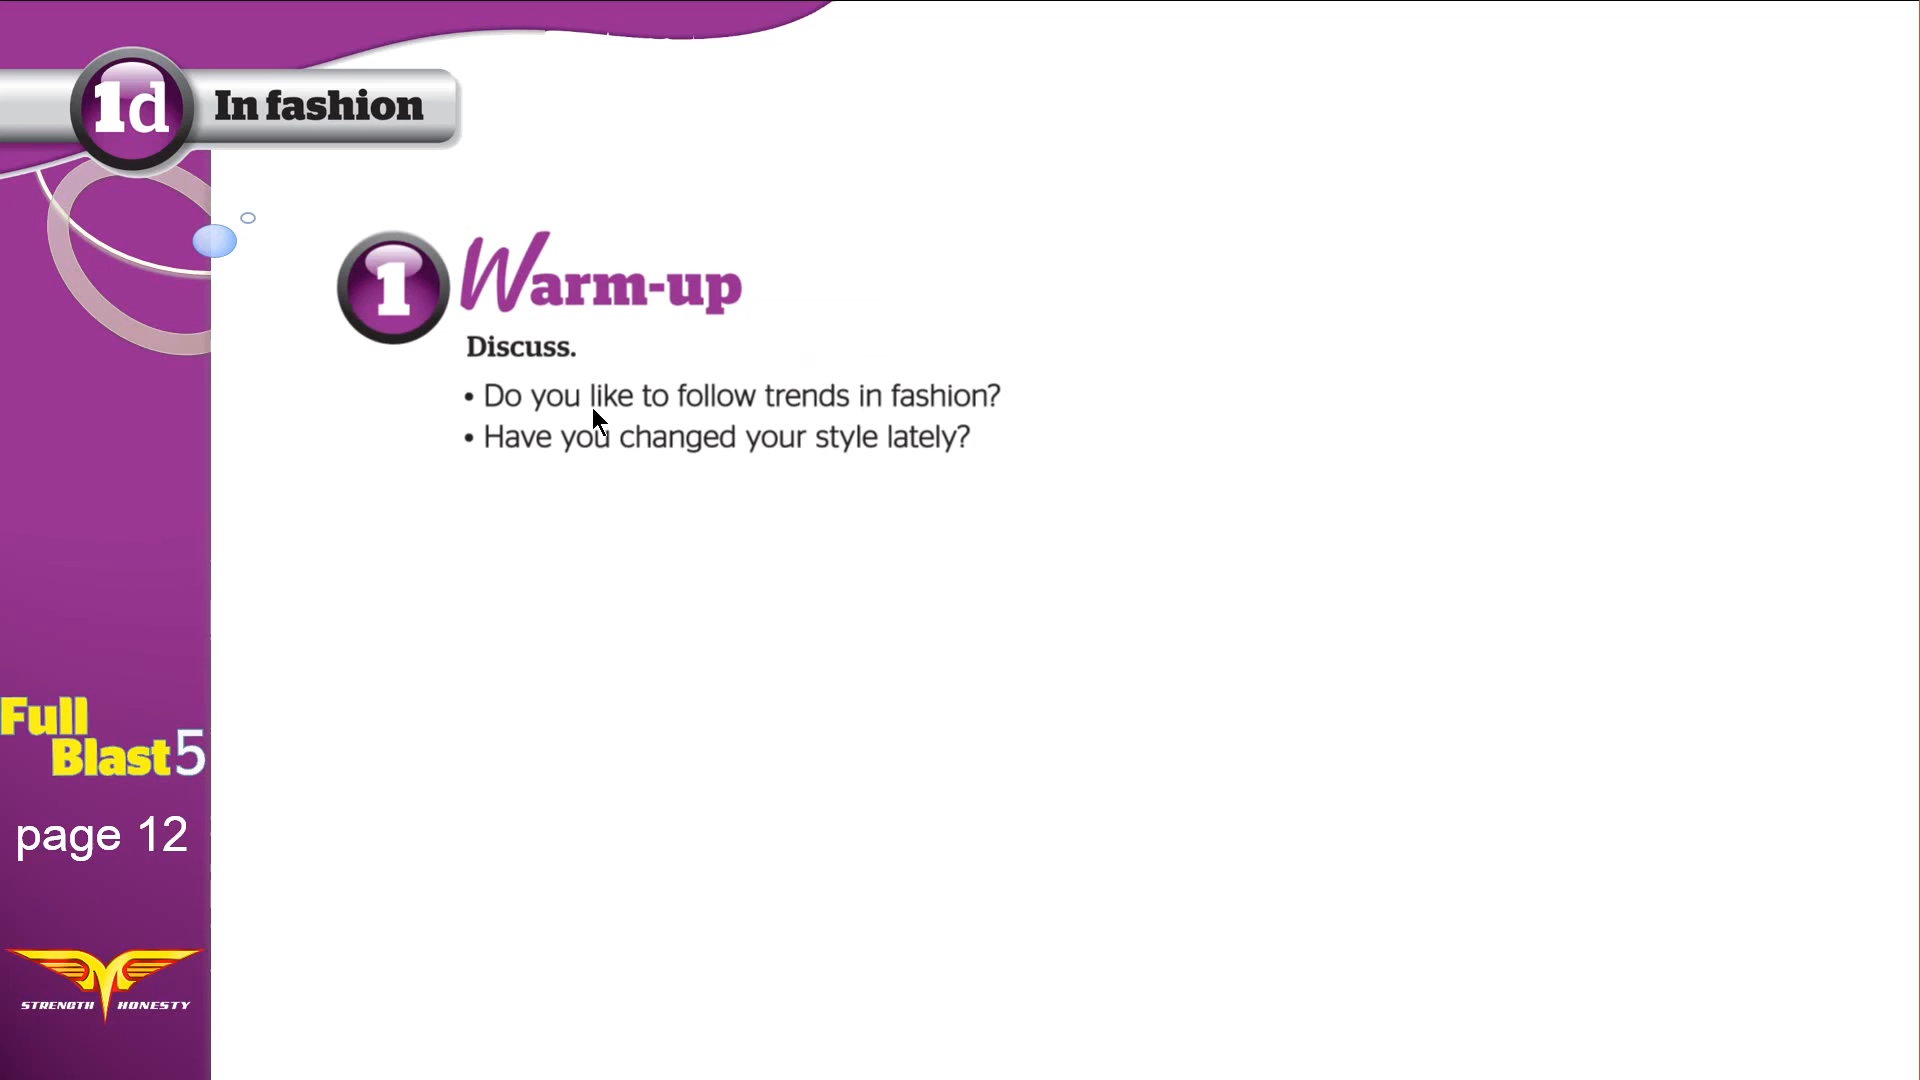 1d In fashion
1 Warm-up
Discuss.
• Do you like to follow trends in fashion?
• Have you changed your style lately?
Full
Blast 5
page 12
STRENGTH HONESTY